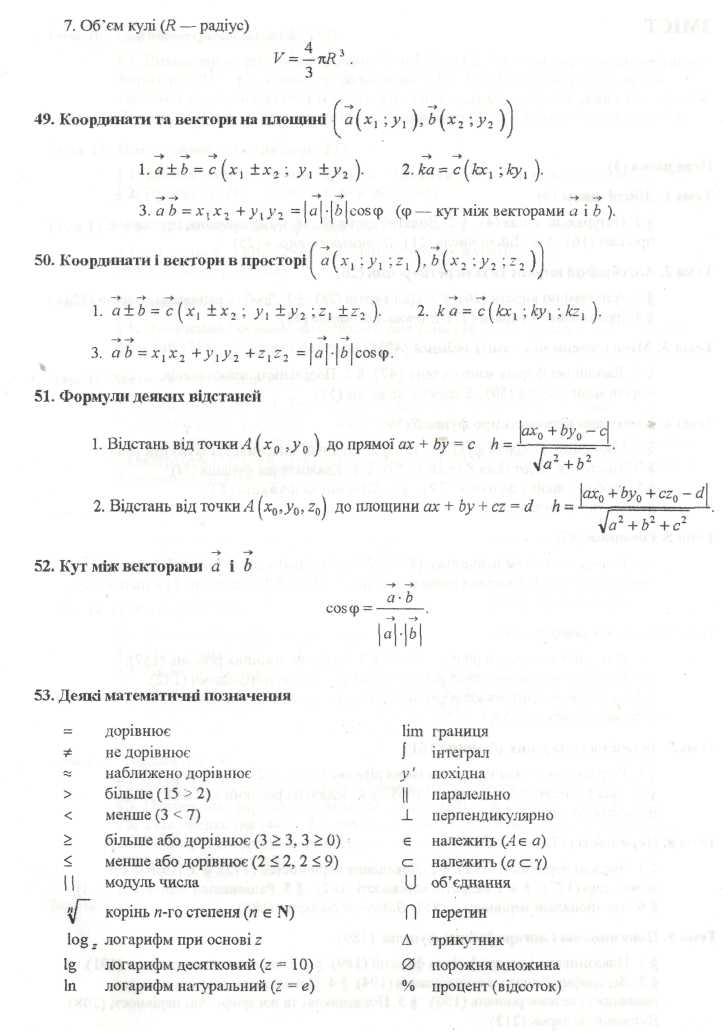 7. Об’єм кулі (R — радіус)
V = 4/3 πR³.
49. Координати та вектори на площині (a⃗(x₁ ; y₁), b⃗(x₂ ; y₂))
1. a⃗ ± b⃗ = c⃗(x₁ ± x₂ ; y₁ ± y₂). 2. ka⃗ = c⃗(kx₁ ; ky₁).
3. a⃗ b⃗ = x₁x₂ + y₁y₂ = |a⃗|·|b⃗|cosφ (φ — кут між векторами a⃗ і b⃗).
50. Координати і вектори в просторі (a⃗(x₁ ; y₁ ; z₁), b⃗(x₂ ; y₂ ; z₂))
1. a⃗ ± b⃗ = c⃗(x₁ ± x₂ ; y₁ ± y₂ ; z₁ ± z₂). 2. k a⃗ = c⃗(kx₁ ; ky₁ ; kz₁).
3. a⃗ b⃗ = x₁x₂ + y₁y₂ + z₁z₂ = |a⃗|·|b⃗|cosφ.
51. Формули деяких відстаней
1. Відстань від точки A(x₀ , y₀) до прямої ax + by = c h = |ax₀ + by₀ − c| / √(a² + b²).
2. Відстань від точки A(x₀, y₀, z₀) до площини ax + by + cz = d h = |ax₀ + by₀ + cz₀ − d| / √(a² + b² + c²).
52. Кут між векторами a⃗ і b⃗
cosφ = (a⃗ · b⃗) / (|a⃗|·|b⃗|).
53. Деякі математичні позначення
= дорівнює lim границя
≠ не дорівнює ∫ інтеграл
≈ наближено дорівнює y′ похідна
> більше (15 > 2) || паралельно
< менше (3 < 7) ⊥ перпендикулярно
≥ більше або дорівнює (3 ≥ 3, 3 ≥ 0) ∈ належить (A ∈ a)
≤ менше або дорівнює (2 ≤ 2, 2 ≤ 9) ⊂ належить (a ⊂ γ)
| | модуль числа ∪ об’єднання
ⁿ√ корінь n-го степеня (n ∈ N) ∩ перетин
log_z логарифм при основі z Δ трикутник
lg логарифм десятковий (z = 10) ∅ порожня множина
ln логарифм натуральний (z = e) % процент (відсоток)